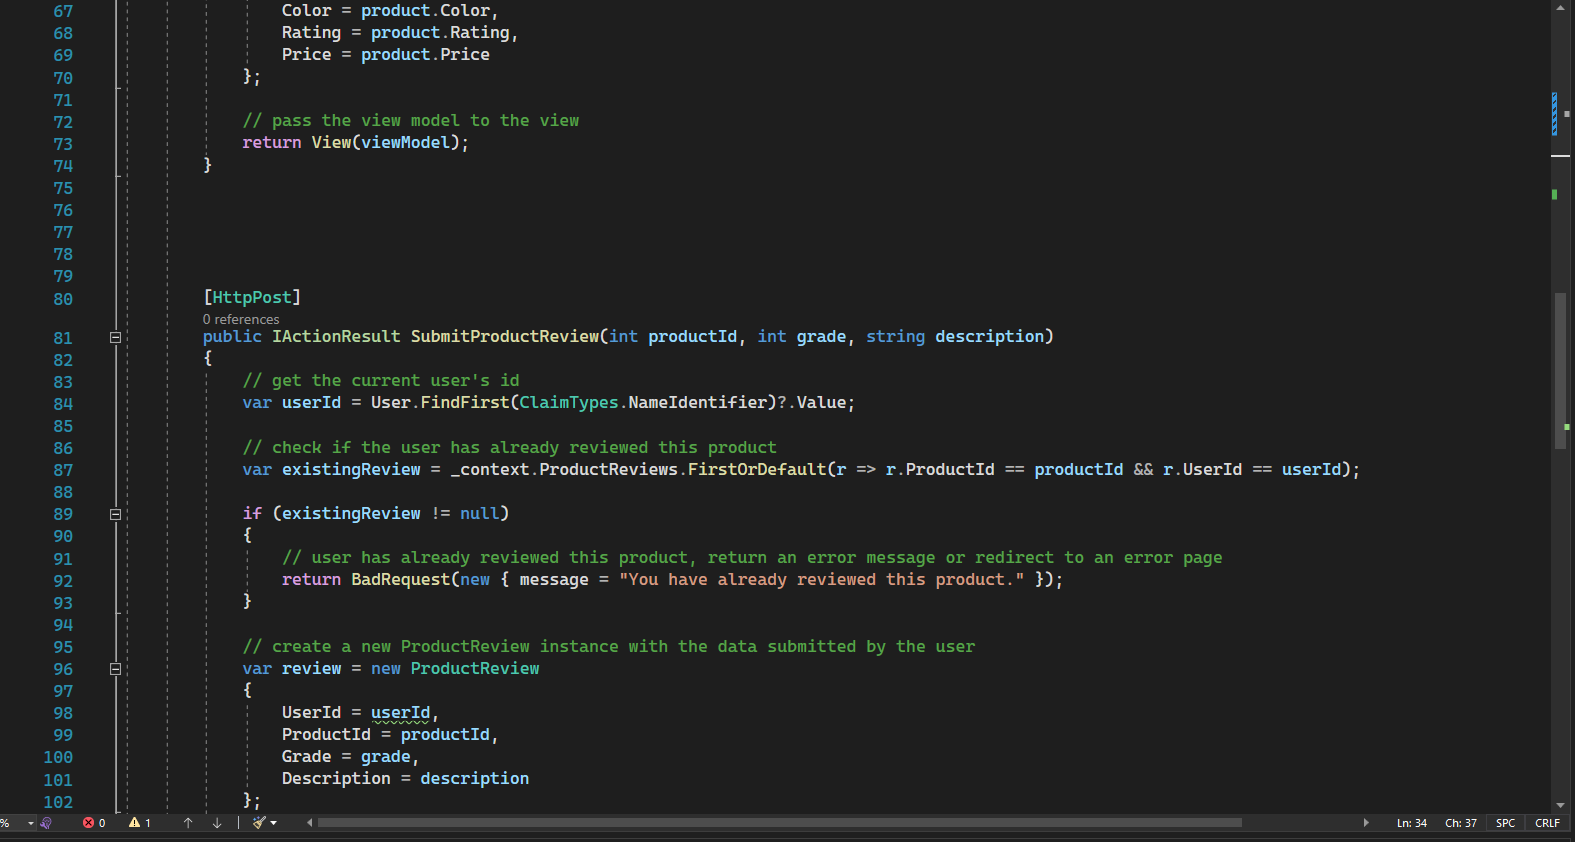 67 Color = product.Color,
68 Rating = product.Rating,
69 Price = product.Price
70 };
71
72 // pass the view model to the view
73 return View(viewModel);
74 }
75
76
77
78
79
80 [HttpPost]
0 references
81 public IActionResult SubmitProductReview(int productId, int grade, string description)
82 {
83 // get the current user's id
84 var userId = User.FindFirst(ClaimTypes.NameIdentifier)?.Value;
85
86 // check if the user has already reviewed this product
87 var existingReview = _context.ProductReviews.FirstOrDefault(r => r.ProductId == productId && r.UserId == userId);
88
89 if (existingReview != null)
90 {
91 // user has already reviewed this product, return an error message or redirect to an error page
92 return BadRequest(new { message = "You have already reviewed this product." });
93 }
94
95 // create a new ProductReview instance with the data submitted by the user
96 var review = new ProductReview
97 {
98 UserId = userId,
99 ProductId = productId,
100 Grade = grade,
101 Description = description
102 };
% 0 1 Ln: 34 Ch: 37 SPC CRLF